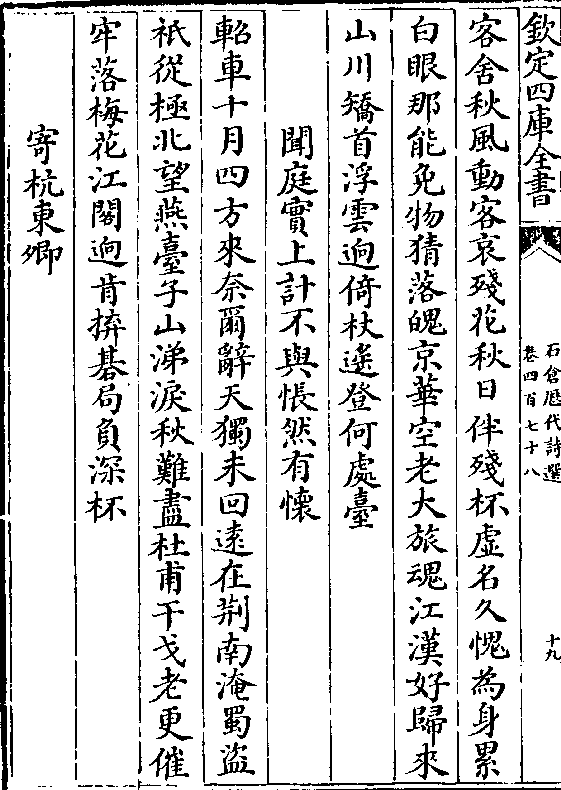 欽定四庫全書
石倉歴代詩選
卷四百七十八
十九
客舍秋風動客哀殘花秋日伴殘杯虛名久愧為身累
白眼那能免物猜落魄京華空老大旅魂江漢好歸來
山川矯首浮雲逈倚杖遙登何處臺
聞庭實上計不與悵然有懷
軺車十月四方來奈爾辭天獨未回遠在荆南淹蜀盜
祗從極北望燕臺子山涕淚秋難盡杜甫干戈老更催
牢落梅花江閣逈肯拚碁局負深杯
寄杭東卿